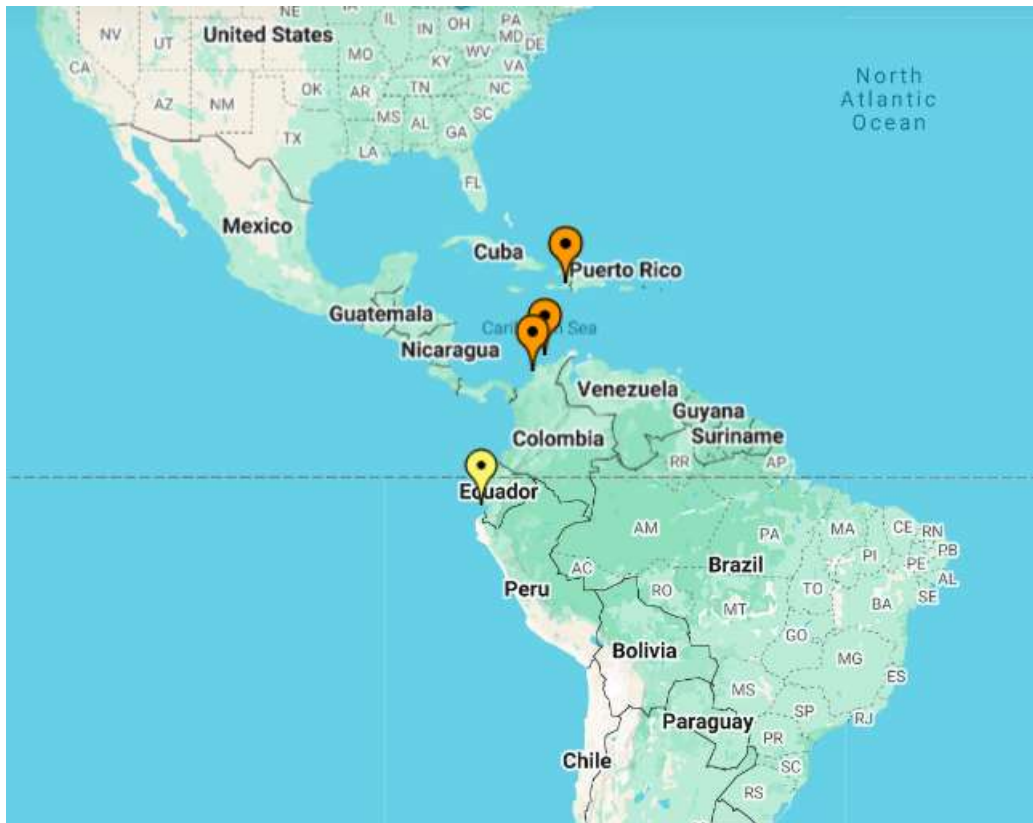 NE
IA
IL
IN
OH
PA
MD
DE
NV
UT
United States
MO
KY
WV
VA
CA
AZ
NM
OK
AR
TN
NC
MS
AL
GA
SC
TX
LA
FL
North
Atlantic
Ocean
Mexico
Cuba
Puerto Rico
Guatemala
Nicaragua
Venezuela
Guyana
Suriname
Colombia
RR
AP
Ecuador
AM
PA
MA
CE
RN
PB
PI
PE
AL
SE
AC
RO
Brazil
TO
BA
Peru
MT
GO
MG
ES
Bolivia
MS
SP
RJ
Paraguay
PR
SC
Chile
RS